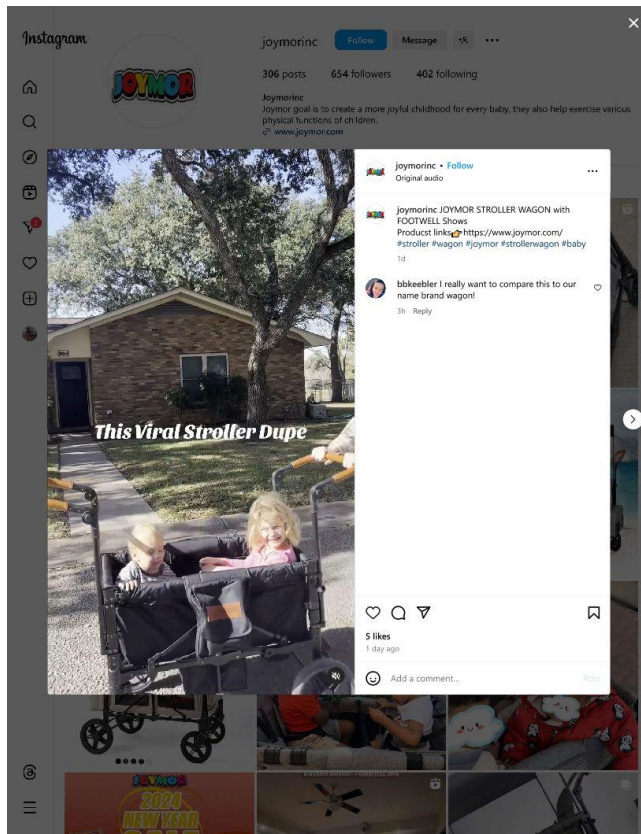 Instagram
joymorinc
Follow
Message
306 posts
654 followers
402 following
JOYMOR
Joymorinc
Joymor goal is to create a more joyful childhood for every baby, they also help exercise various
physical functions of children.
www.joymor.com
joymorinc • Follow
Original audio
joymorinc JOYMOR STROLLER WAGON with
FOOTWELL Shows
Producst links👉https://www.joymor.com/
#stroller #wagon #joymor #strollerwagon #baby
1d
bbkeebler I really want to compare this to our
name brand wagon!
3h Reply
This Viral Stroller Dupe
5 likes
1 day ago
Add a comment...
Post
JOYMOR
2024
NEW YEAR